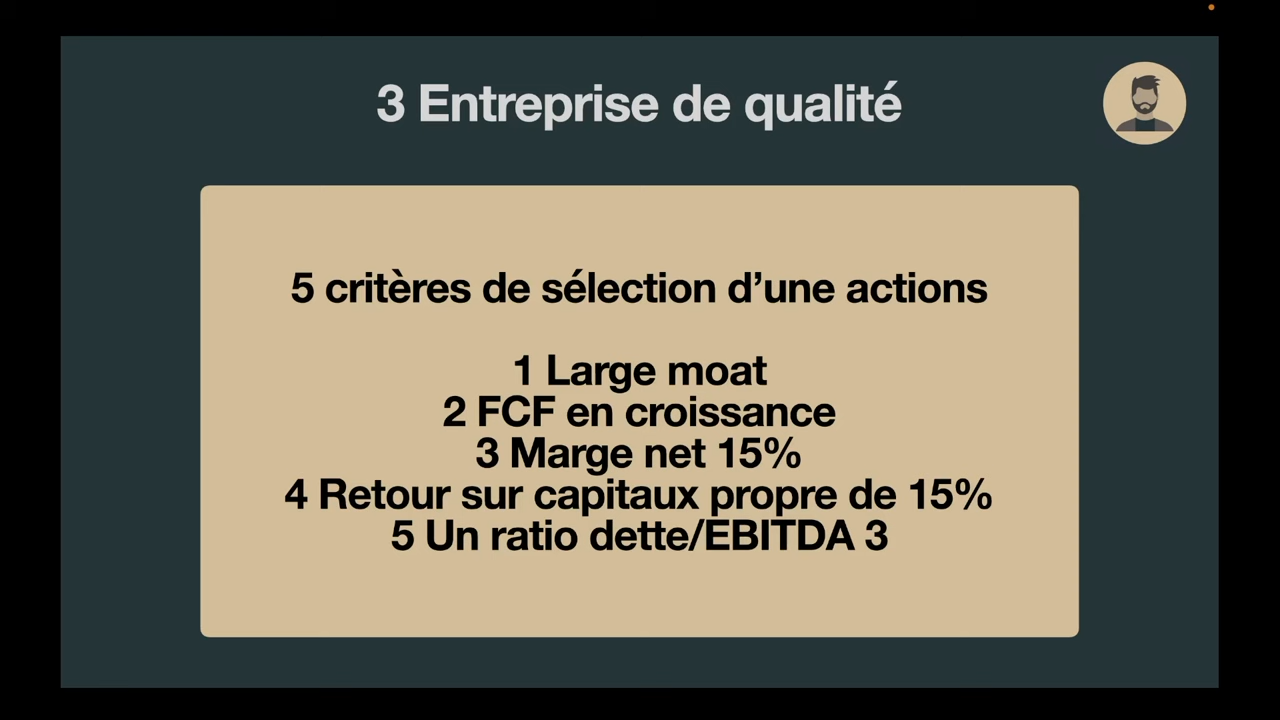 3 Entreprise de qualité
5 critères de sélection d’une actions
1 Large moat
2 FCF en croissance
3 Marge net 15%
4 Retour sur capitaux propre de 15%
5 Un ratio dette/EBITDA 3